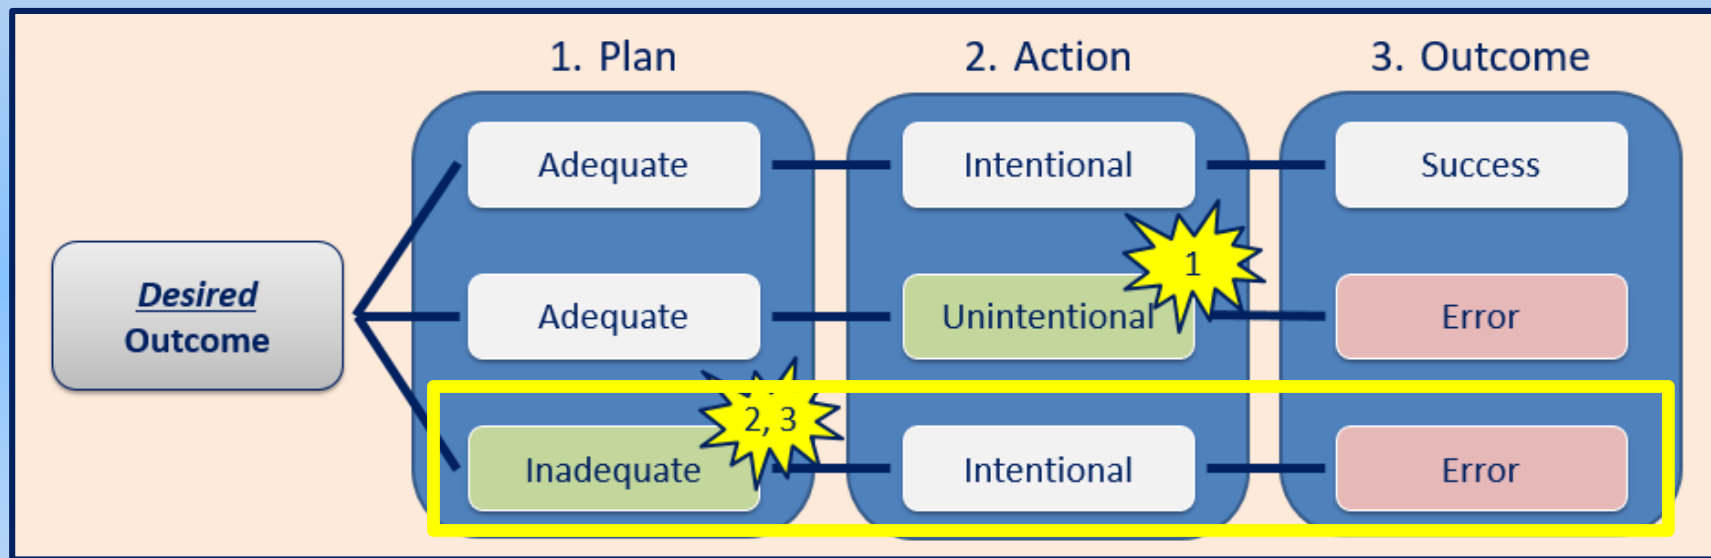 1. Plan
2. Action
3. Outcome
Adequate
Intentional
Success
1
Desired
Outcome
Adequate
Unintentional
Error
2, 3
Inadequate
Intentional
Error